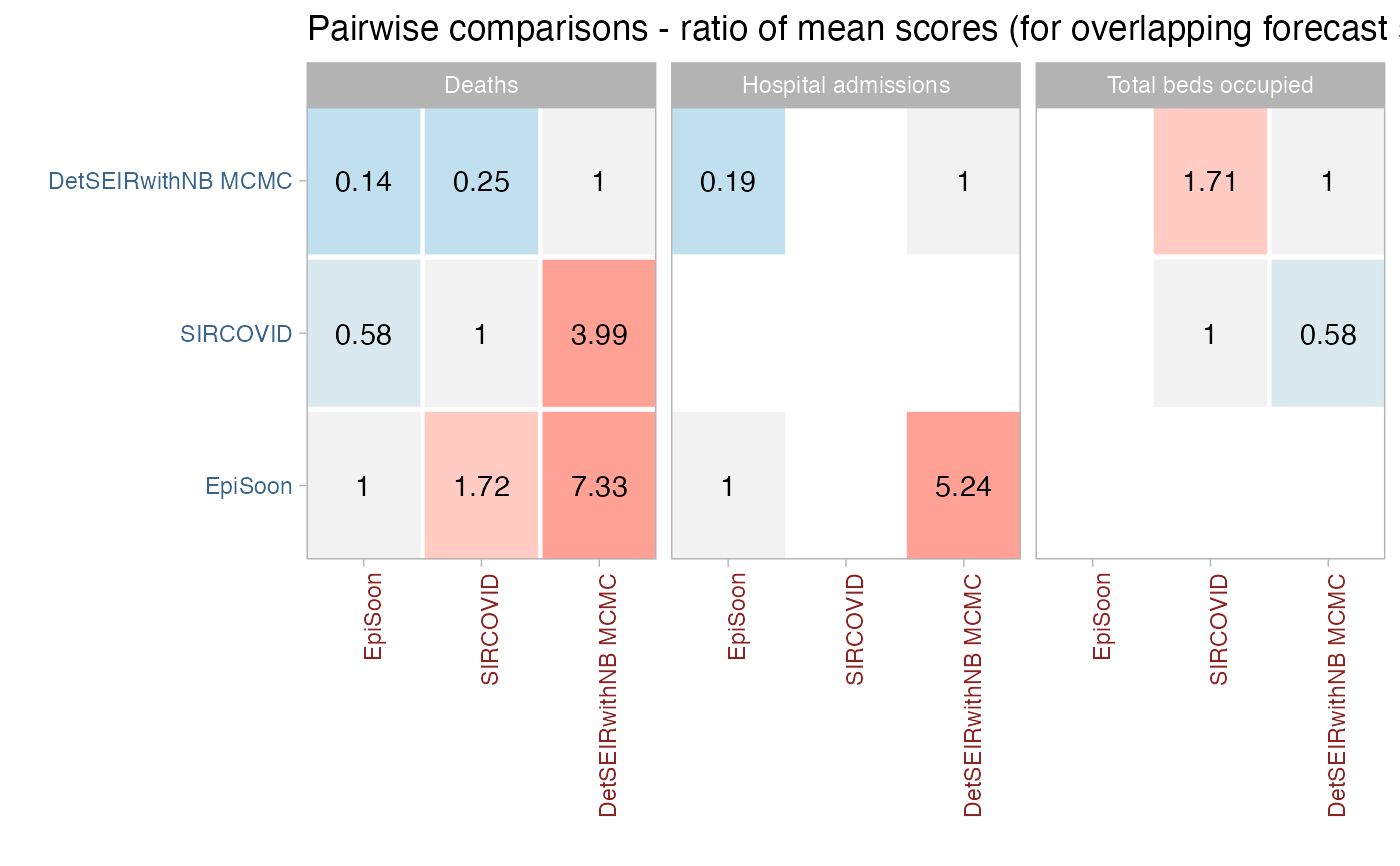 Pairwise comparisons - ratio of mean scores (for overlapping forecast
Deaths Hospital admissions Total beds occupied
DetSEIRwithNB MCMC 0.14 0.25 1 0.19 1 1.71 1
SIRCOVID 0.58 1 3.99 1 0.58
EpiSoon 1 1.72 7.33 1 5.24
EpiSoon SIRCOVID DetSEIRwithNB MCMC EpiSoon SIRCOVID DetSEIRwithNB MCMC EpiSoon SIRCOVID DetSEIRwithNB MCMC